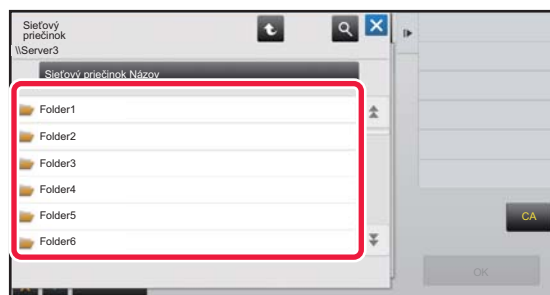 Sieťový
priečinok
\\Server3
Sieťový priečinok Názov
Folder1
Folder2
Folder3
Folder4
Folder5
Folder6
CA
OK